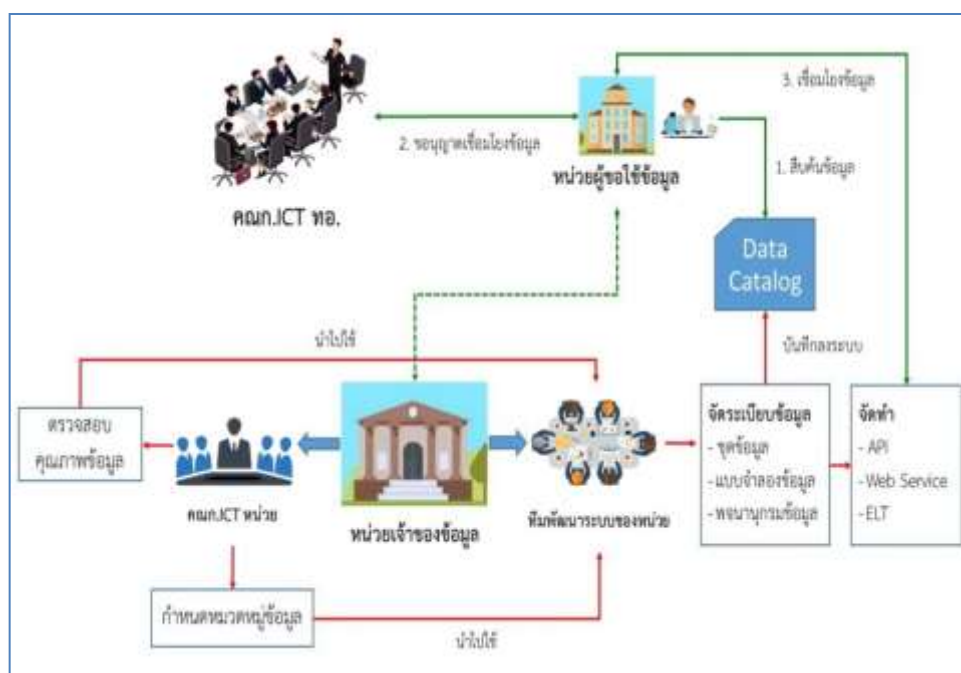 3. เชื่อมโยงข้อมูล
2. ขอนุญาตเชื่อมโยงข้อมูล
หน่วยผู้ขอใช้ข้อมูล
1. สืบค้นข้อมูล
คณก.ICT ทอ.
Data
Catalog
นำไปใช้
บันทึกลงระบบ
ตรวจสอบ
คุณภาพข้อมูล
คณก.ICT หน่วย
หน่วยเจ้าของข้อมูล
ทีมพัฒนาระบบของหน่วย
จัดระเบียบข้อมูล
- ชุดข้อมูล
- แบบจำลองข้อมูล
- พจนานุกรมข้อมูล
จัดทำ
- API
- Web Service
- ELT
กำหนดหมวดหมู่ข้อมูล
นำไปใช้